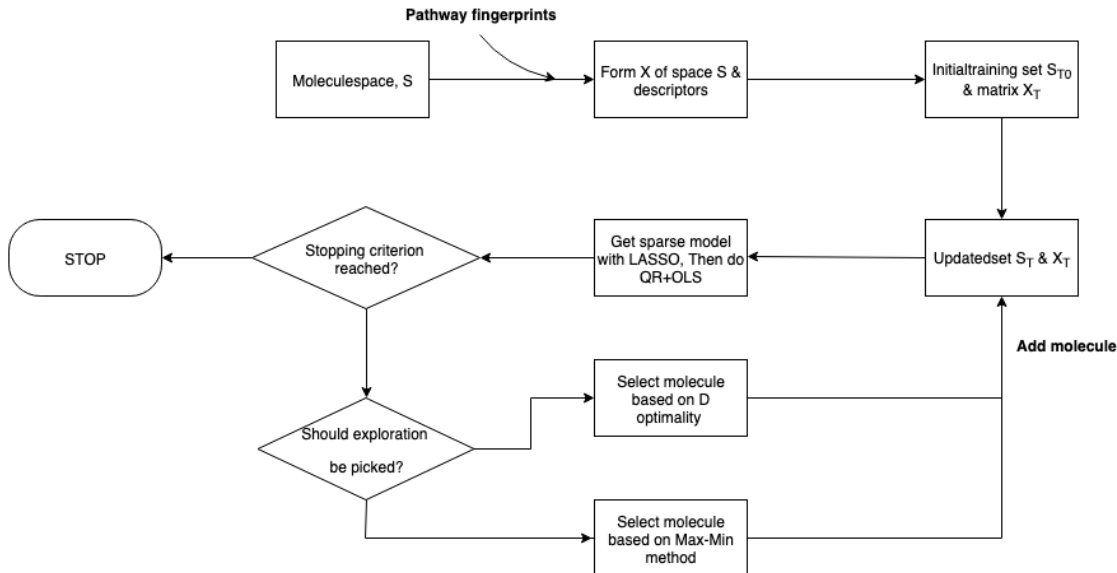 Pathway fingerprints
Moleculespace, S
Form X of space S &
descriptors
Initialtraining set S_T0
& matrix X_T
STOP
Stopping criterion
reached?
Get sparse model
with LASSO, Then do
QR+OLS
Updatedset S_T & X_T
Add molecule
Select molecule
based on D
optimality
Should exploration
be picked?
Select molecule
based on Max-Min
method